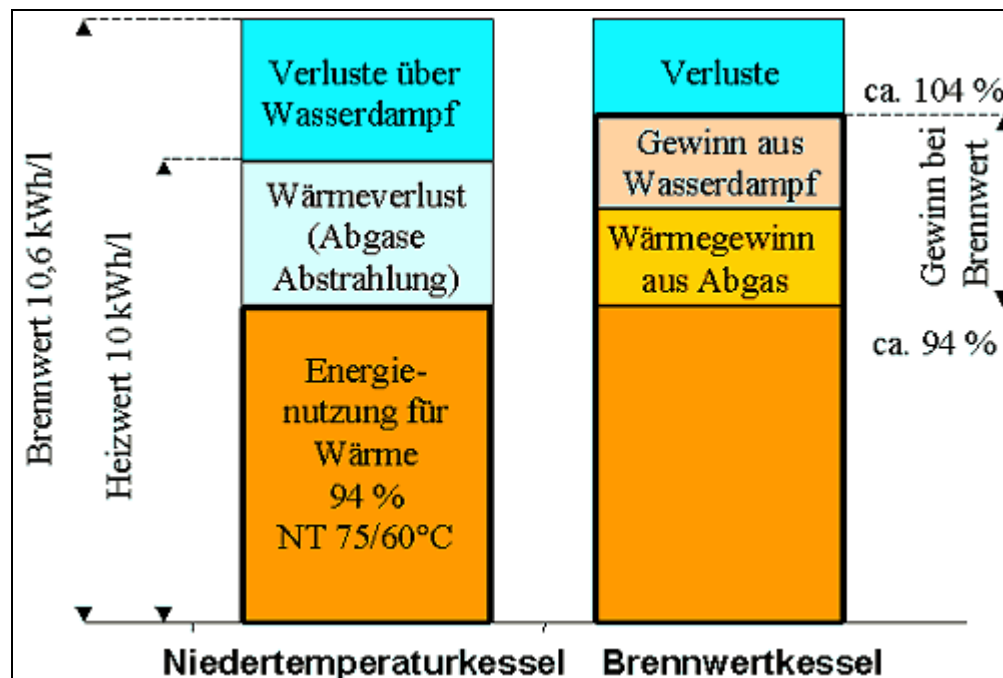 Brennwert 10,6 kWh/l
Heizwert 10 kWh/l
Verluste über
Wasserdampf
Wärmeverlust
(Abgase
Abstrahlung)
Energie-
nutzung für
Wärme
94 %
NT 75/60°C
Niedertemperaturkessel
Verluste
Gewinn aus
Wasserdampf
Wärmegewinn
aus Abgas
Brennwertkessel
ca. 104 %
Gewinn bei
Brennwert
ca. 94 %